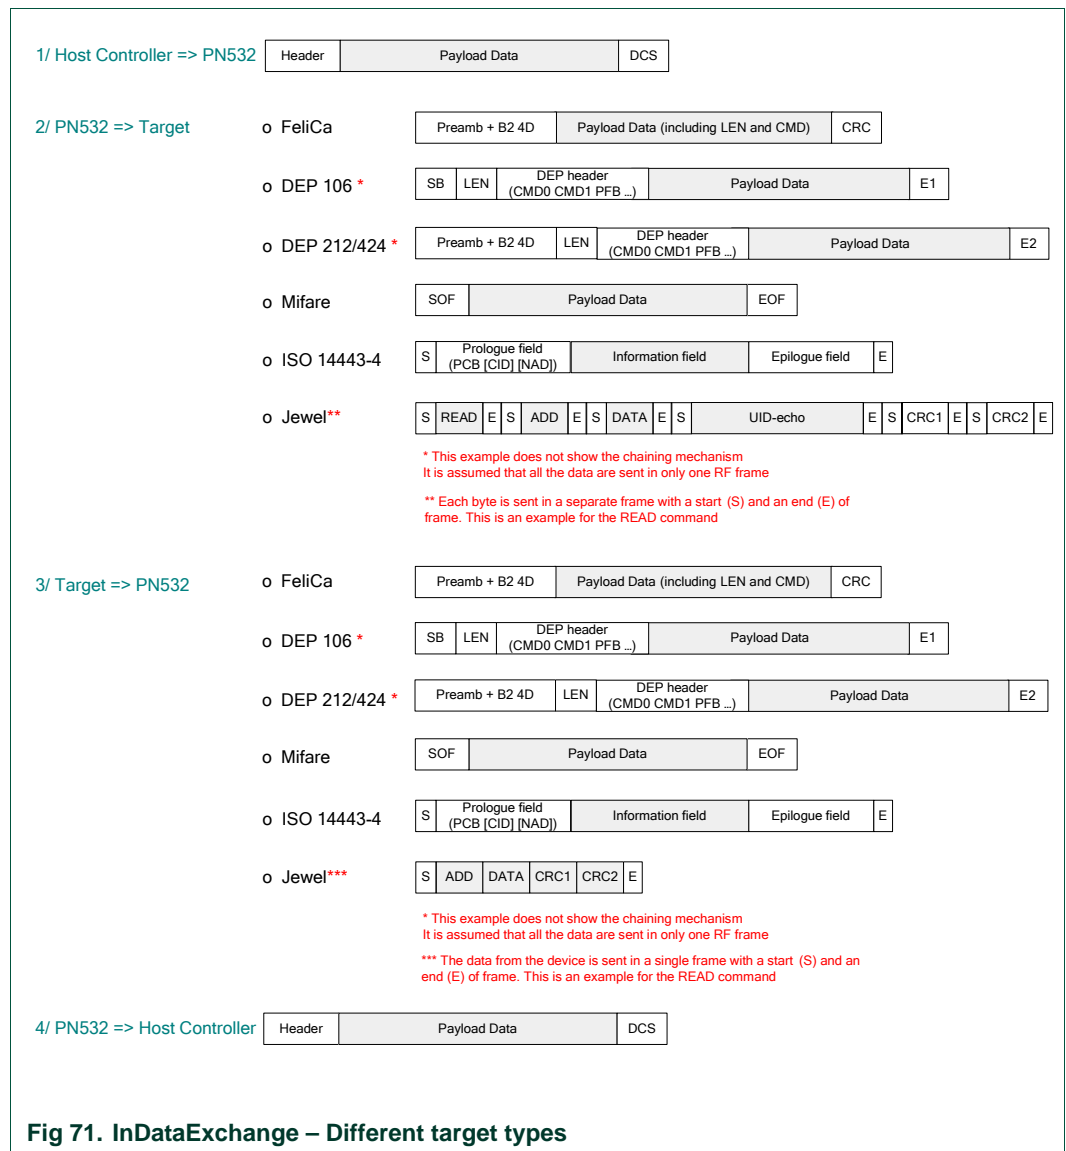 1/ Host Controller => PN532 Header Payload Data DCS
2/ PN532 => Target o FeliCa Preamb + B2 4D Payload Data (including LEN and CMD) CRC
o DEP 106 * SB LEN DEP header (CMD0 CMD1 PFB ...) Payload Data E1
o DEP 212/424 * Preamb + B2 4D LEN DEP header (CMD0 CMD1 PFB ...) Payload Data E2
o Mifare SOF Payload Data EOF
o ISO 14443-4 S Prologue field (PCB [CID] [NAD]) Information field Epilogue field E
o Jewel** S READ E S ADD E S DATA E S UID-echo E S CRC1 E S CRC2 E
* This example does not show the chaining mechanism
It is assumed that all the data are sent in only one RF frame
** Each byte is sent in a separate frame with a start (S) and an end (E) of
frame. This is an example for the READ command
3/ Target => PN532 o FeliCa Preamb + B2 4D Payload Data (including LEN and CMD) CRC
o DEP 106 * SB LEN DEP header (CMD0 CMD1 PFB ...) Payload Data E1
o DEP 212/424 * Preamb + B2 4D LEN DEP header (CMD0 CMD1 PFB ...) Payload Data E2
o Mifare SOF Payload Data EOF
o ISO 14443-4 S Prologue field (PCB [CID] [NAD]) Information field Epilogue field E
o Jewel*** S ADD DATA CRC1 CRC2 E
* This example does not show the chaining mechanism
It is assumed that all the data are sent in only one RF frame
*** The data from the device is sent in a single frame with a start (S) and an
end (E) of frame. This is an example for the READ command
4/ PN532 => Host Controller Header Payload Data DCS
Fig 71. InDataExchange – Different target types